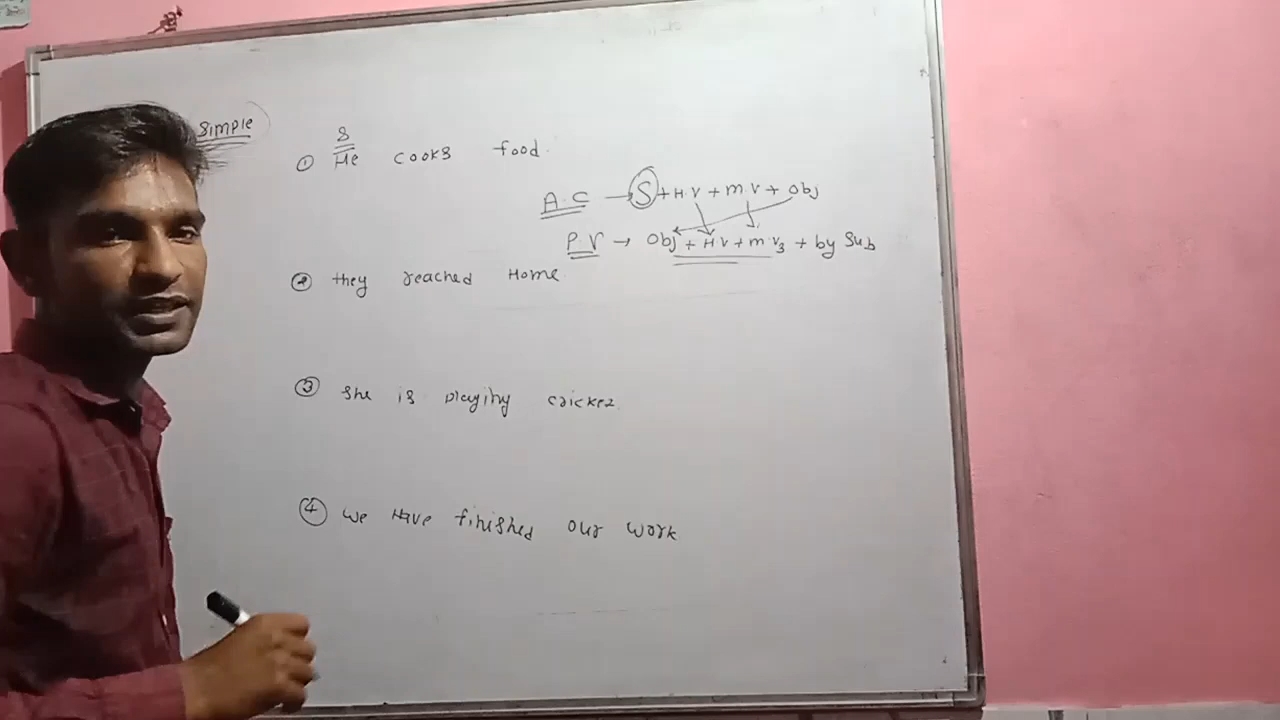 simple
S
① He cooks food.
A.C → S + H.V + M.V + Obj
P.V → Obj + H.V + M.V3 + by Sub
② they reached Home.
③ she is playing cricket.
④ we Have finished our work